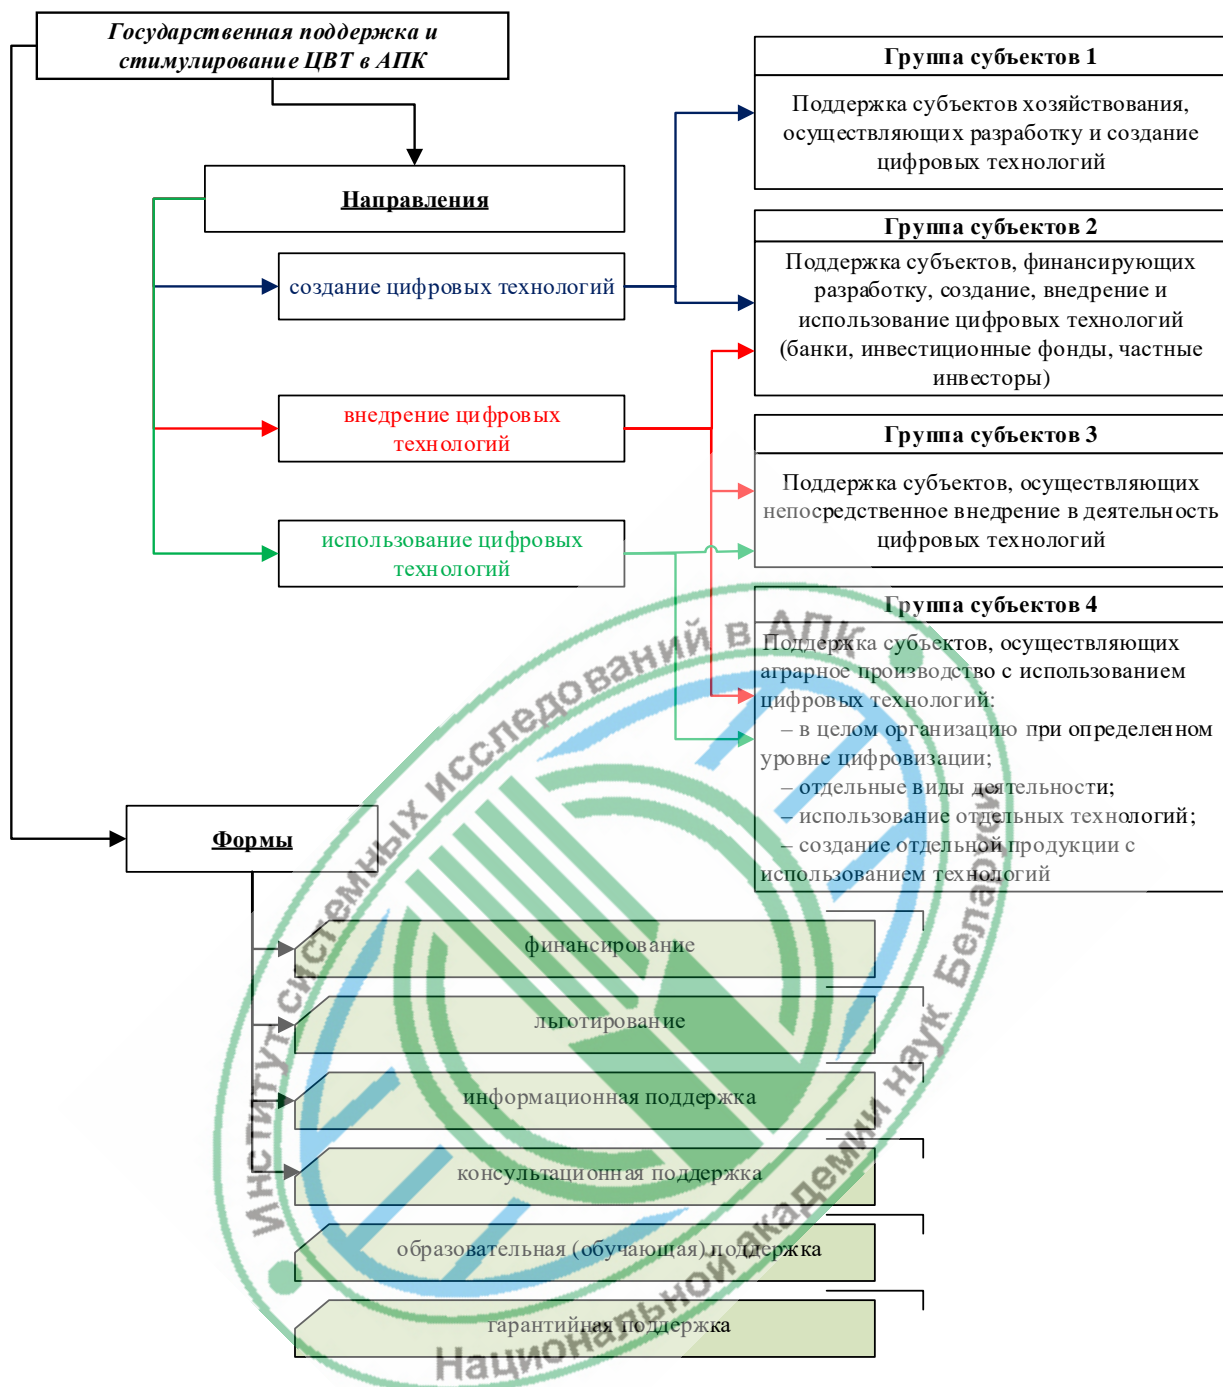 Государственная поддержка и
стимулирование ЦВТ в АПК
Направления
создание цифровых технологий
внедрение цифровых
технологий
использование цифровых
технологий
Группа субъектов 1
Поддержка субъектов хозяйствования,
осуществляющих разработку и создание
цифровых технологий
Группа субъектов 2
Поддержка субъектов, финансирующих
разработку, создание, внедрение и
использование цифровых технологий
(банки, инвестиционные фонды, частные
инвесторы)
Группа субъектов 3
Поддержка субъектов, осуществляющих
непосредственное внедрение в деятельность
цифровых технологий
Группа субъектов 4
Поддержка субъектов, осуществляющих
аграрное производство с использованием
цифровых технологий:
– в целом организацию при определенном
уровне цифровизации;
– отдельные виды деятельности;
– использование отдельных технологий;
– создание отдельной продукции с
использованием технологий
Формы
финансирование
льготирование
информационная поддержка
консультационная поддержка
образовательная (обучающая) поддержка
гарантийная поддержка
Институт системных исследований в АПК
Национальной академии наук Беларуси